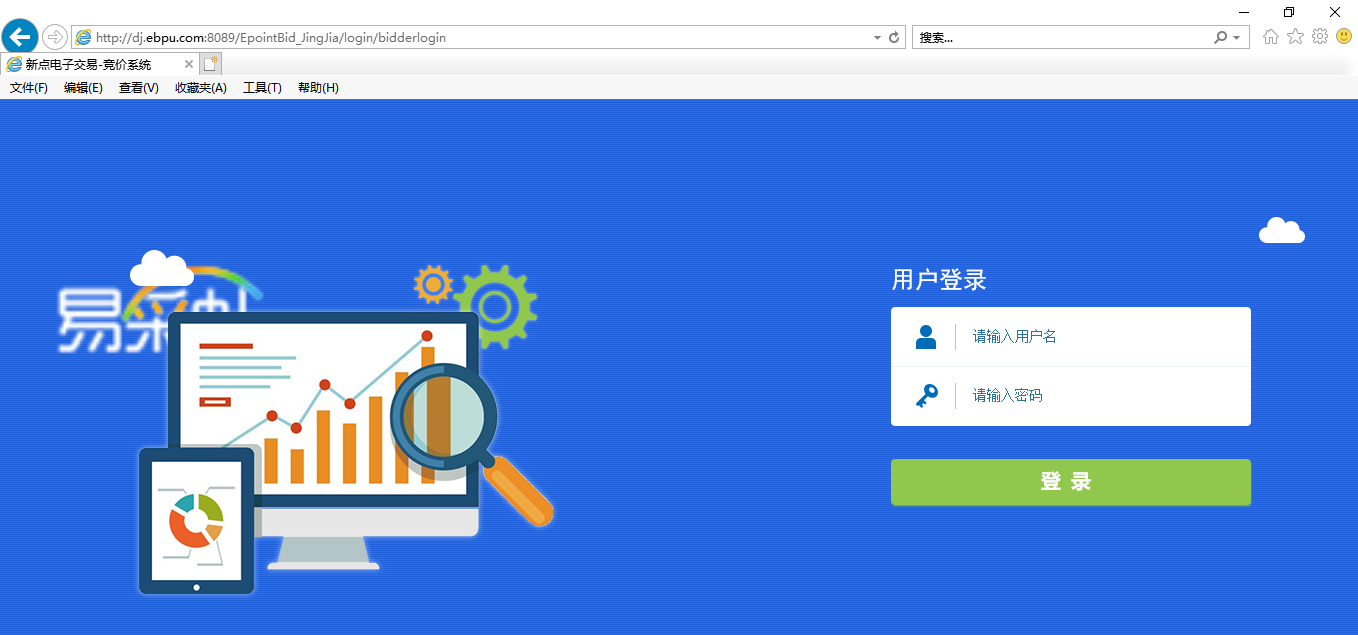 http://dj.ebpu.com:8089/EpointBid_JingJia/login/bidderlogin
搜索...
新点电子交易-竞价系统
文件(F) 编辑(E) 查看(V) 收藏夹(A) 工具(T) 帮助(H)
易采
用户登录
请输入用户名
请输入密码
登 录